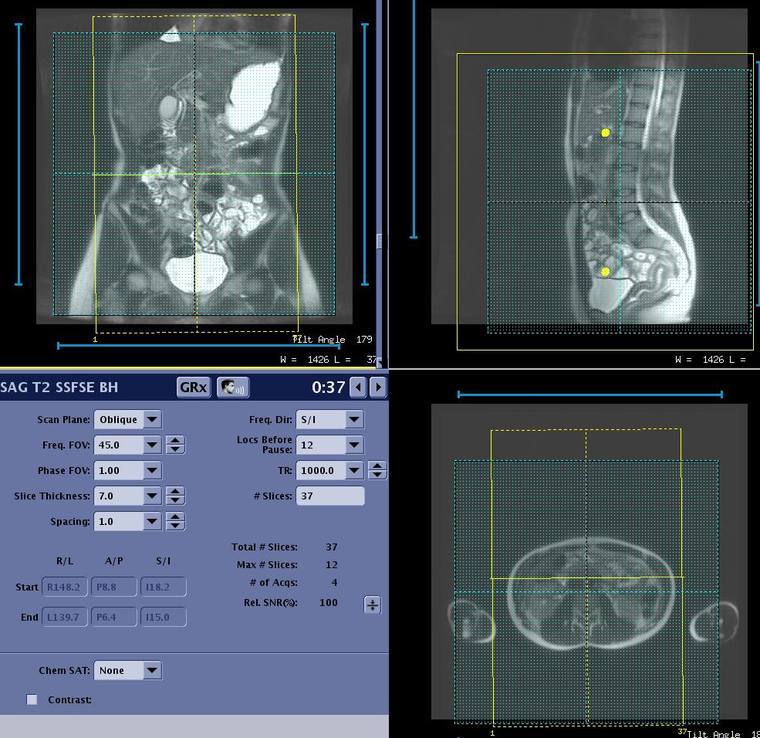 1
37
Tilt Angle 179
W = 1426 L = 37
W = 1426 L =
SAG T2 SSFSE BH GRx 0:37
Scan Plane: Oblique Freq. Dir: S/I
Freq. FOV: 45.0 Locs Before Pause: 12
Phase FOV: 1.00 TR: 1000.0
Slice Thickness: 7.0 # Slices: 37
Spacing: 1.0
Total # Slices: 37
R/L A/P S/I Max # Slices: 12
# of Acqs: 4
Start R148.2 P8.8 I18.2
Rel. SNR(%): 100
End L139.7 P6.4 I15.0
Chem SAT: None
Contrast:
1 37
Tilt Angle 18